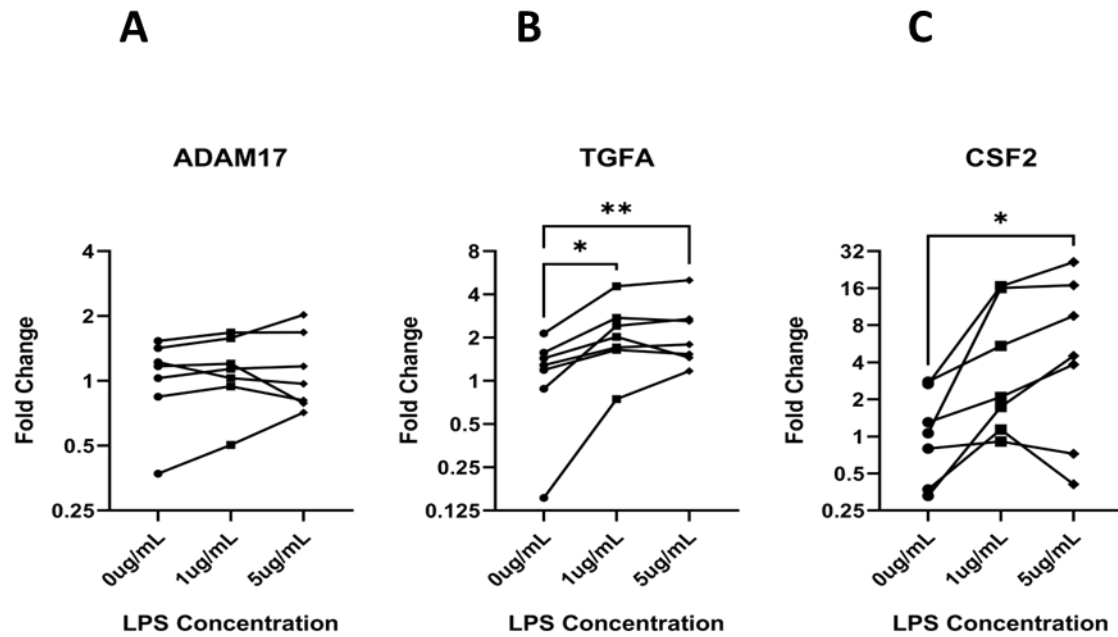 A
B
C
ADAM17
TGFA
CSF2
Fold Change
4
2
1
0.5
0.25
0ug/mL
1ug/mL
5ug/mL
LPS Concentration
Fold Change
8
4
2
1
0.5
0.25
0.125
**
*
0ug/mL
1ug/mL
5ug/mL
LPS Concentration
Fold Change
32
16
8
4
2
1
0.5
0.25
*
0ug/mL
1ug/mL
5ug/mL
LPS Concentration